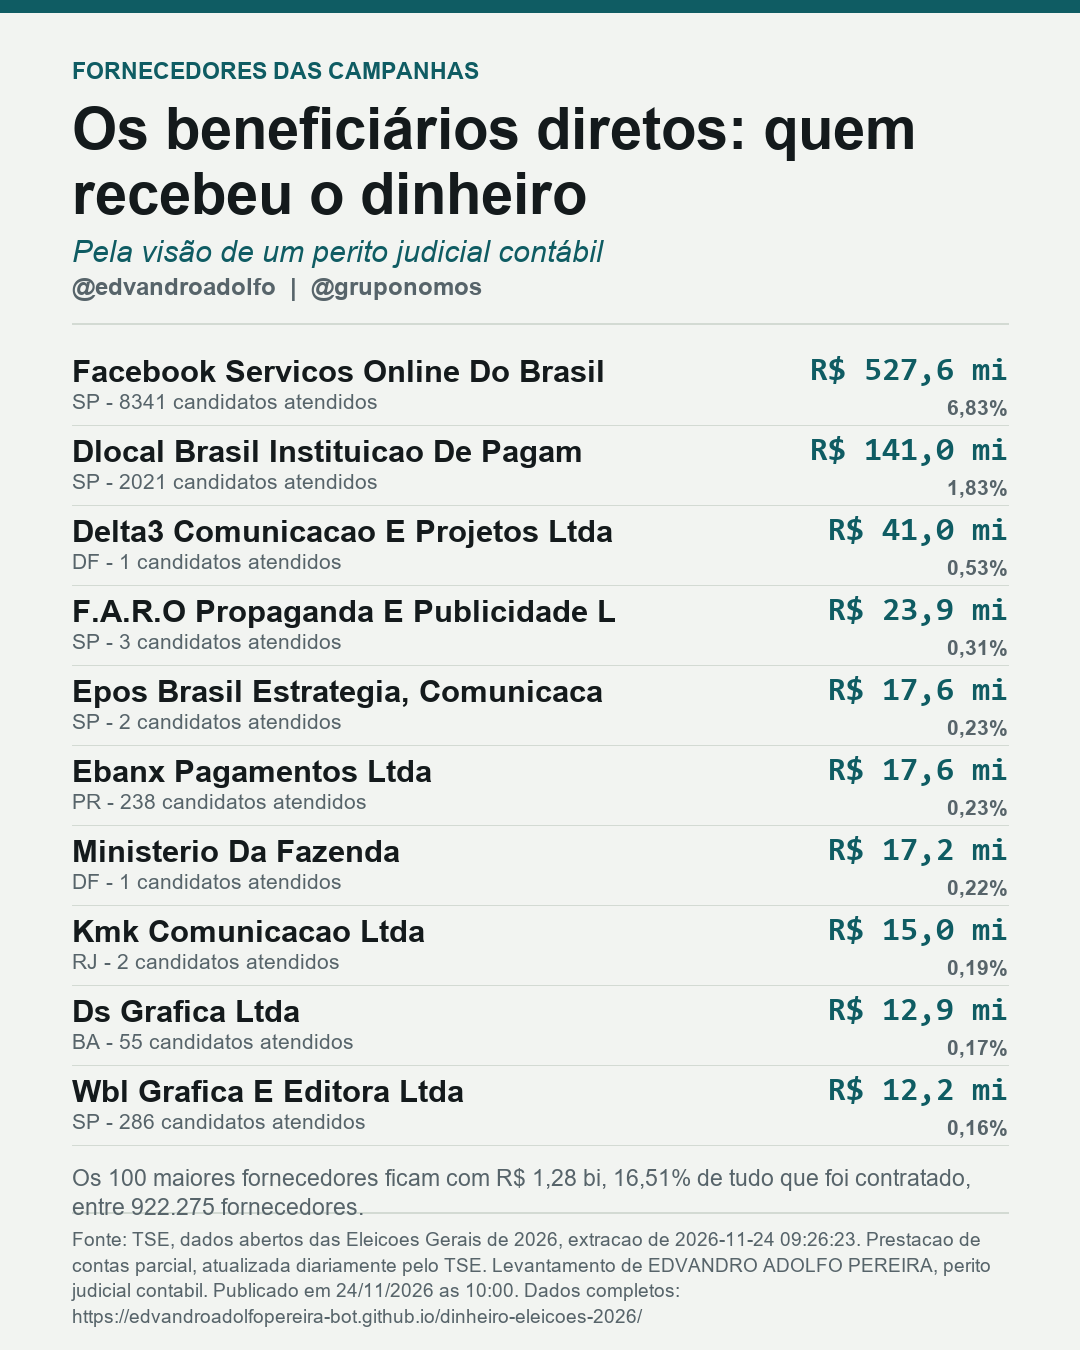 FORNECEDORES DAS CAMPANHAS
Os beneficiários diretos: quem
recebeu o dinheiro
Pela visão de um perito judicial contábil
@edvandroadolfo | @gruponomos
Facebook Servicos Online Do Brasil
R$ 527,6 mi
SP - 8341 candidatos atendidos
6,83%
Dlocal Brasil Instituicao De Pagam
R$ 141,0 mi
SP - 2021 candidatos atendidos
1,83%
Delta3 Comunicacao E Projetos Ltda
R$ 41,0 mi
DF - 1 candidatos atendidos
0,53%
F.A.R.O Propaganda E Publicidade L
R$ 23,9 mi
SP - 3 candidatos atendidos
0,31%
Epos Brasil Estrategia, Comunicaca
R$ 17,6 mi
SP - 2 candidatos atendidos
0,23%
Ebanx Pagamentos Ltda
R$ 17,6 mi
PR - 238 candidatos atendidos
0,23%
Ministerio Da Fazenda
R$ 17,2 mi
DF - 1 candidatos atendidos
0,22%
Kmk Comunicacao Ltda
R$ 15,0 mi
RJ - 2 candidatos atendidos
0,19%
Ds Grafica Ltda
R$ 12,9 mi
BA - 55 candidatos atendidos
0,17%
Wbl Grafica E Editora Ltda
R$ 12,2 mi
SP - 286 candidatos atendidos
0,16%
Os 100 maiores fornecedores ficam com R$ 1,28 bi, 16,51% de tudo que foi contratado,
entre 922.275 fornecedores.
Fonte: TSE, dados abertos das Eleicoes Gerais de 2026, extracao de 2026-11-24 09:26:23. Prestacao de
contas parcial, atualizada diariamente pelo TSE. Levantamento de EDVANDRO ADOLFO PEREIRA, perito
judicial contabil. Publicado em 24/11/2026 as 10:00. Dados completos:
https://edvandroadolfopereira-bot.github.io/dinheiro-eleicoes-2026/